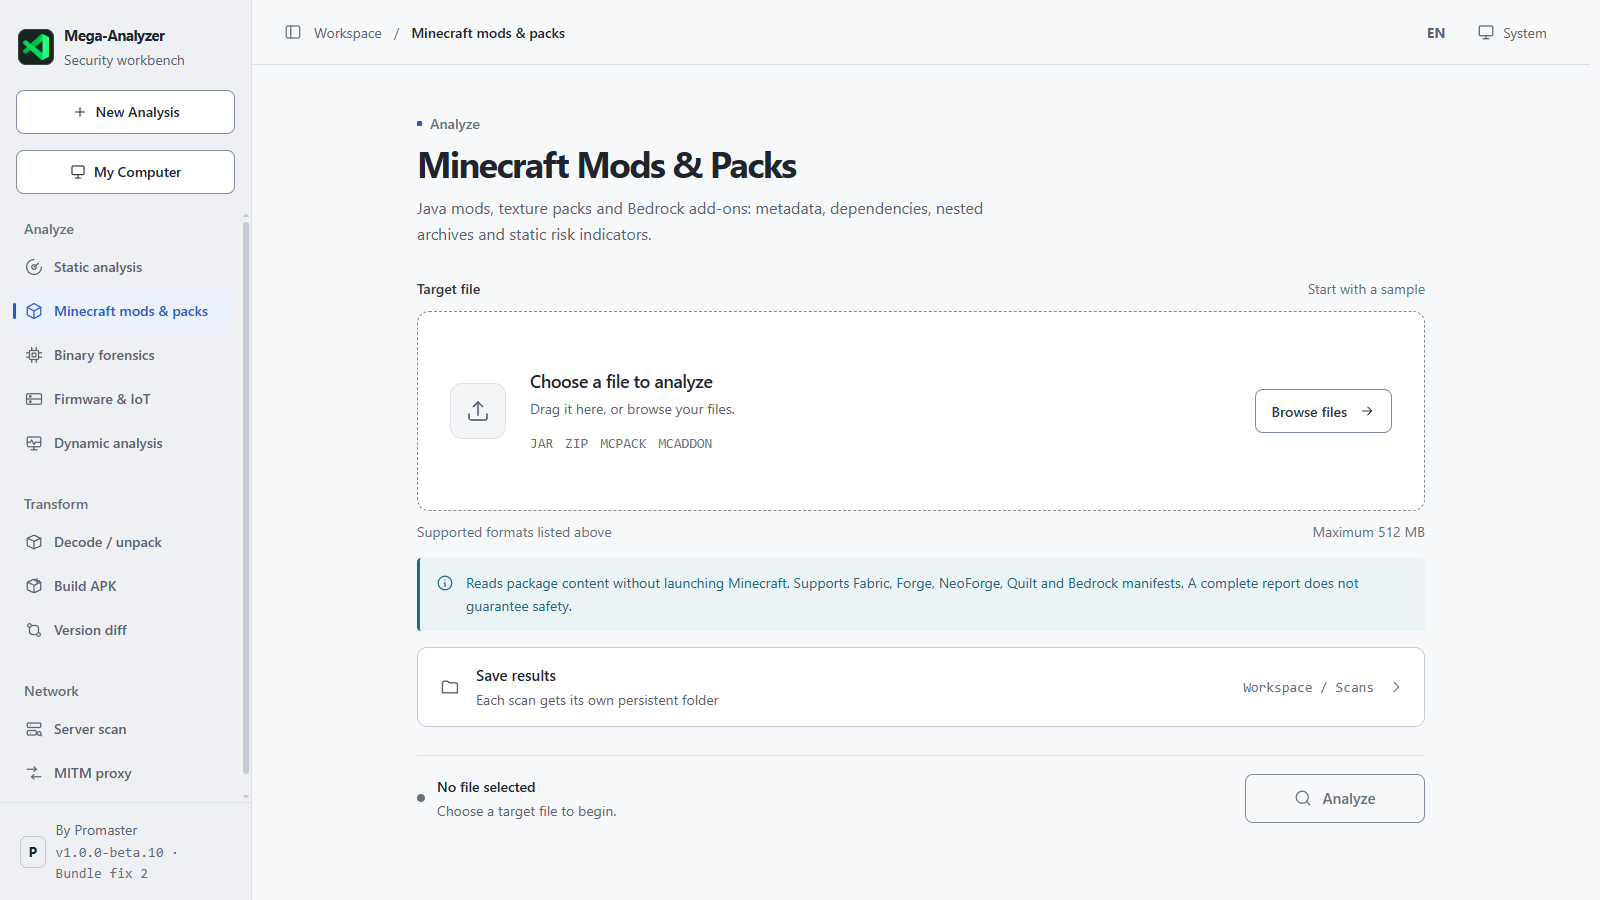 Mega-Analyzer
Security workbench
New Analysis
My Computer
Analyze
Static analysis
Minecraft mods & packs
Binary forensics
Firmware & IoT
Dynamic analysis
Transform
Decode / unpack
Build APK
Version diff
Network
Server scan
MITM proxy
P
By Promaster
v1.0.0-beta.10 ·
Bundle fix 2
Workspace / Minecraft mods & packs
EN
System
Analyze
Minecraft Mods & Packs
Java mods, texture packs and Bedrock add-ons: metadata, dependencies, nested
archives and static risk indicators.
Target file
Start with a sample
Choose a file to analyze
Drag it here, or browse your files.
JAR ZIP MCPACK MCADDON
Browse files
Supported formats listed above
Maximum 512 MB
Reads package content without launching Minecraft. Supports Fabric, Forge, NeoForge, Quilt and Bedrock manifests. A complete report does not
guarantee safety.
Save results
Each scan gets its own persistent folder
Workspace / Scans
No file selected
Choose a target file to begin.
Analyze